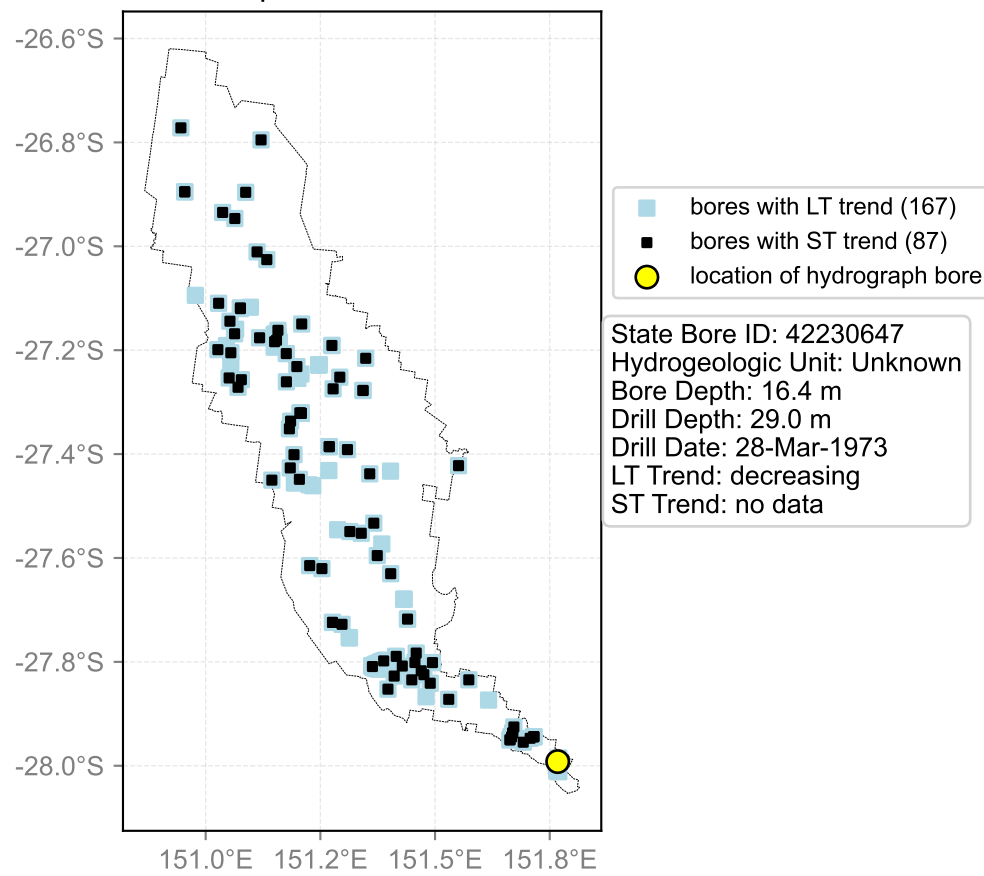 -26.6°S
-26.8°S
-27.0°S
-27.2°S
-27.4°S
-27.6°S
-27.8°S
-28.0°S
151.0°E
151.2°E
151.5°E
151.8°E
bores with LT trend (167)
bores with ST trend (87)
location of hydrograph bore
State Bore ID: 42230647
Hydrogeologic Unit: Unknown
Bore Depth: 16.4 m
Drill Depth: 29.0 m
Drill Date: 28-Mar-1973
LT Trend: decreasing
ST Trend: no data